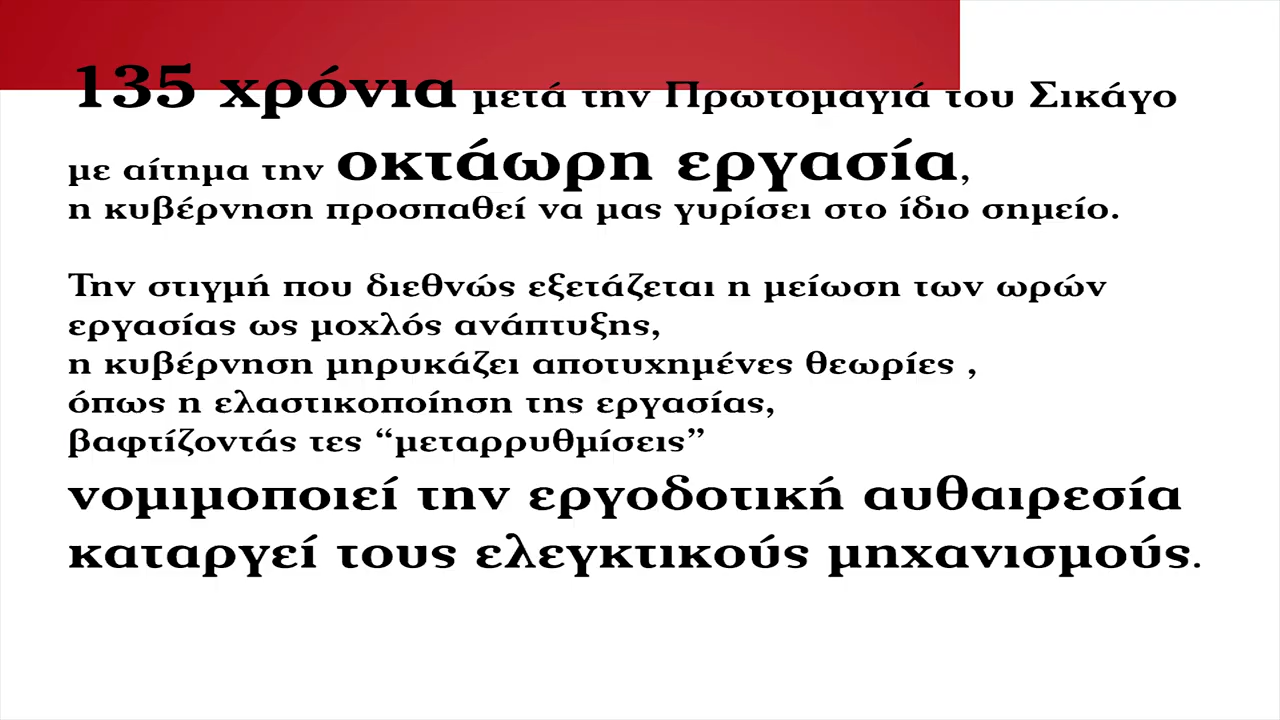 135 χρόνια μετά την Πρωτομαγιά του Σικάγο
με αίτημα την οκτάωρη εργασία,
η κυβέρνηση προσπαθεί να μας γυρίσει στο ίδιο σημείο.
Την στιγμή που διεθνώς εξετάζεται η μείωση των ωρών
εργασίας ως μοχλός ανάπτυξης,
η κυβέρνηση μηρυκάζει αποτυχημένες θεωρίες ,
όπως η ελαστικοποίηση της εργασίας,
βαφτίζοντάς τες “μεταρρυθμίσεις”
νομιμοποιεί την εργοδοτική αυθαιρεσία
καταργεί τους ελεγκτικούς μηχανισμούς.